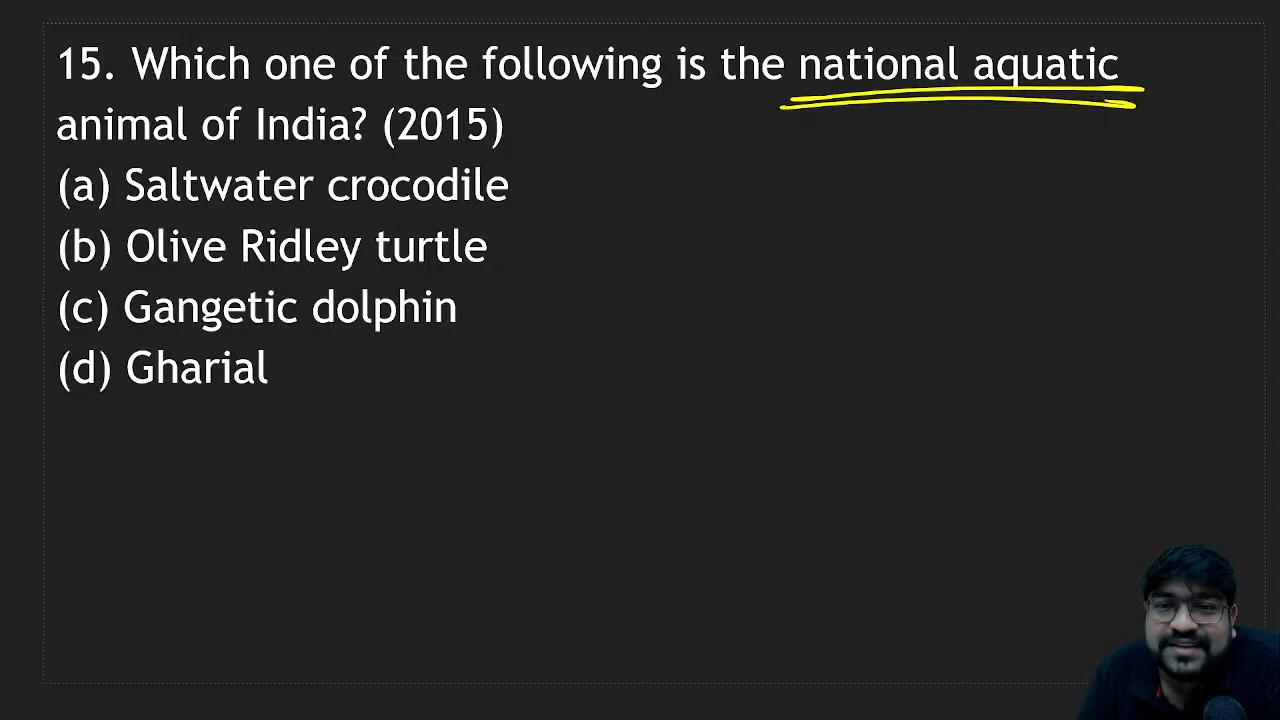 15. Which one of the following is the national aquatic
animal of India? (2015)
(a) Saltwater crocodile
(b) Olive Ridley turtle
(c) Gangetic dolphin
(d) Gharial